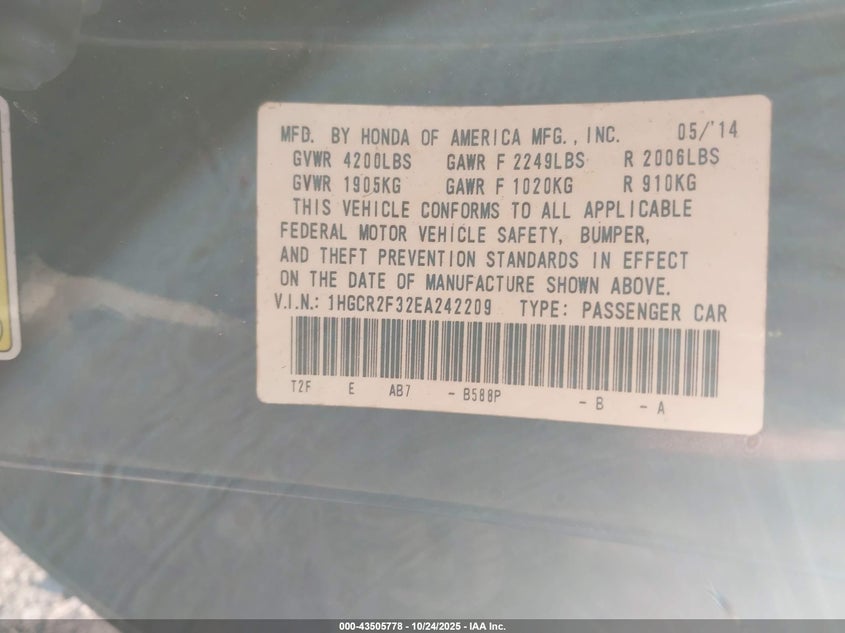 MFD. BY HONDA OF AMERICA MFG., INC. 05/'14
GVWR 4200LBS GAWR F 2249LBS R 2006LBS
GVWR 1905KG GAWR F 1020KG R 910KG
THIS VEHICLE CONFORMS TO ALL APPLICABLE
FEDERAL MOTOR VEHICLE SAFETY, BUMPER,
AND THEFT PREVENTION STANDARDS IN EFFECT
ON THE DATE OF MANUFACTURE SHOWN ABOVE.
V.I.N.: 1HGCR2F32EA242209 TYPE: PASSENGER CAR
T2F E AB7 - B588P - B - A
000-43505778 - 10/24/2025 - IAA Inc.